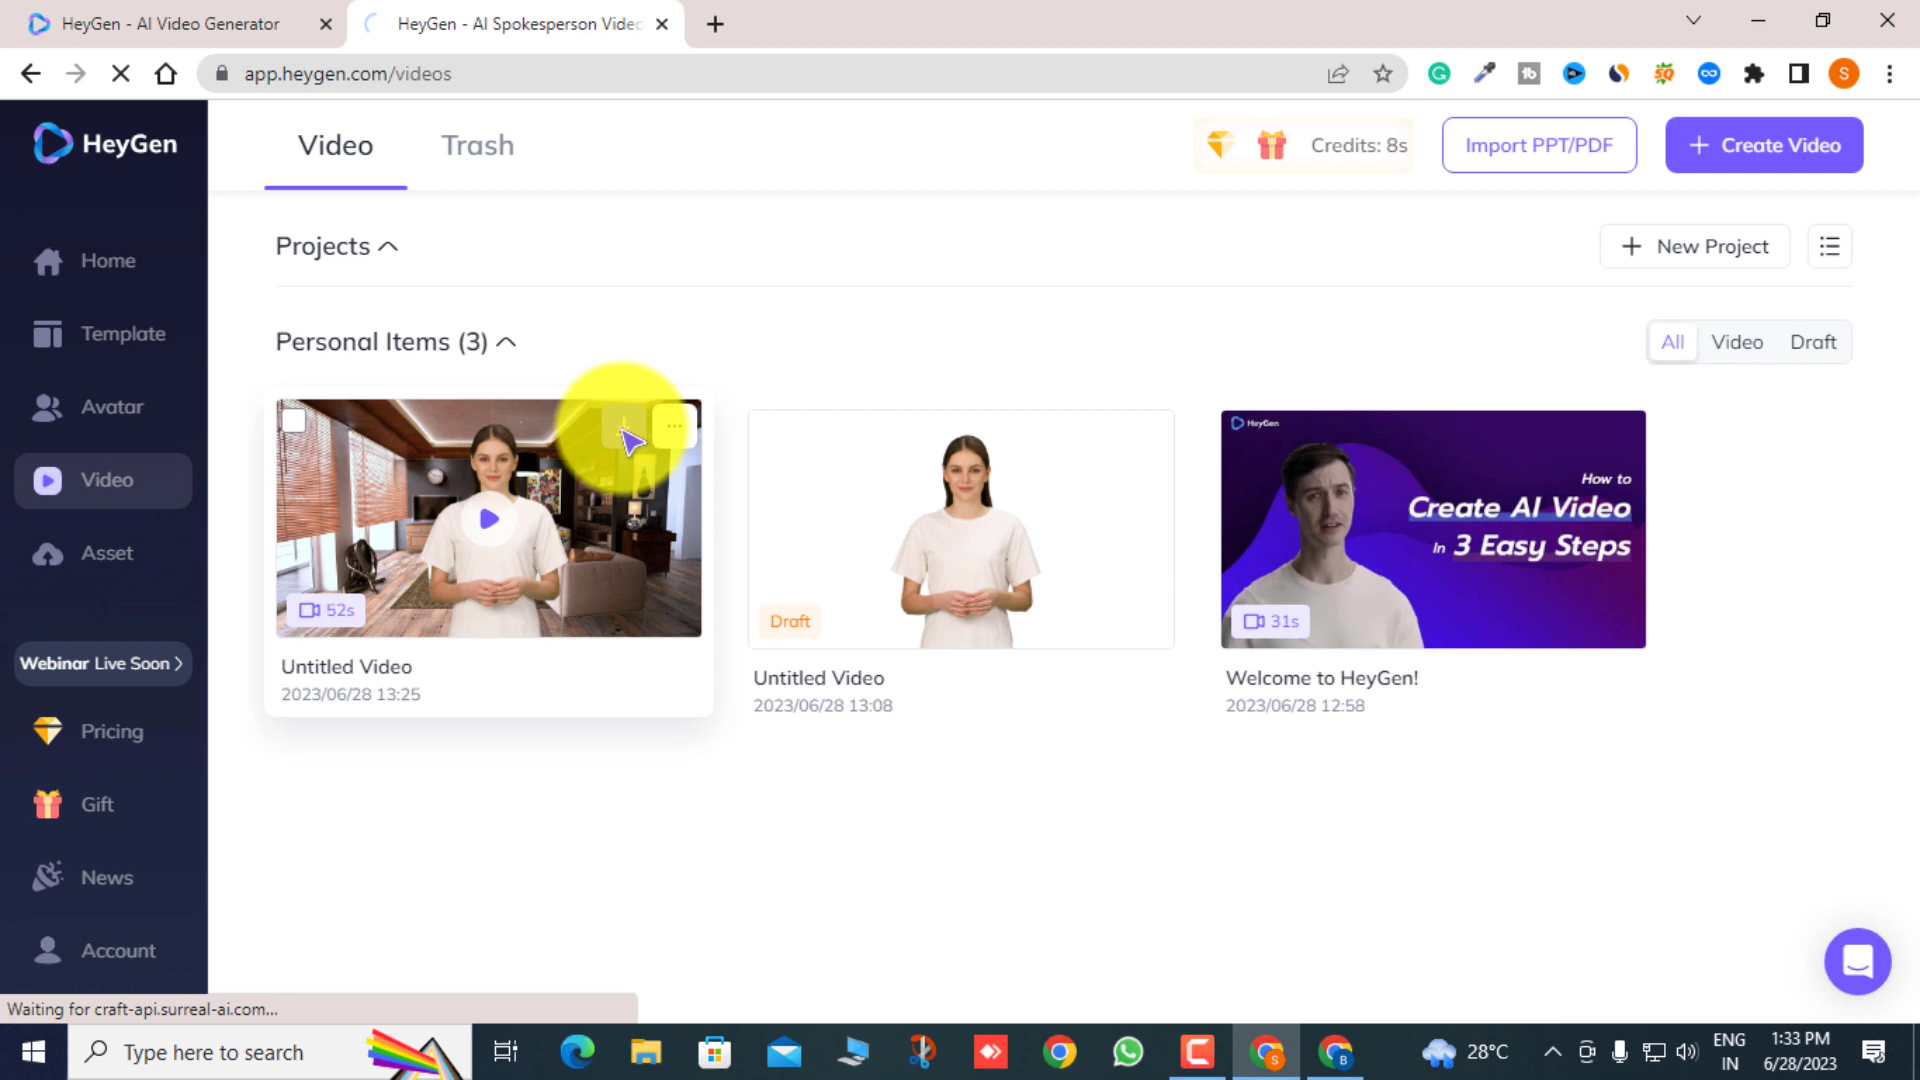 HeyGen - AI Video Generator
HeyGen - AI Spokesperson Video
app.heygen.com/videos
HeyGen
Video
Trash
Credits: 8s
Import PPT/PDF
+ Create Video
Home
Template
Avatar
Video
Asset
Webinar Live Soon >
Pricing
Gift
News
Account
Projects
+ New Project
Personal Items (3)
All
Video
Draft
52s
Untitled Video
2023/06/28 13:25
Draft
Untitled Video
2023/06/28 13:08
HeyGen
How to
Create AI Video
In 3 Easy Steps
31s
Welcome to HeyGen!
2023/06/28 12:58
Waiting for craft-api.surreal-ai.com...
Type here to search
28°C
ENG
IN
1:33 PM
6/28/2023